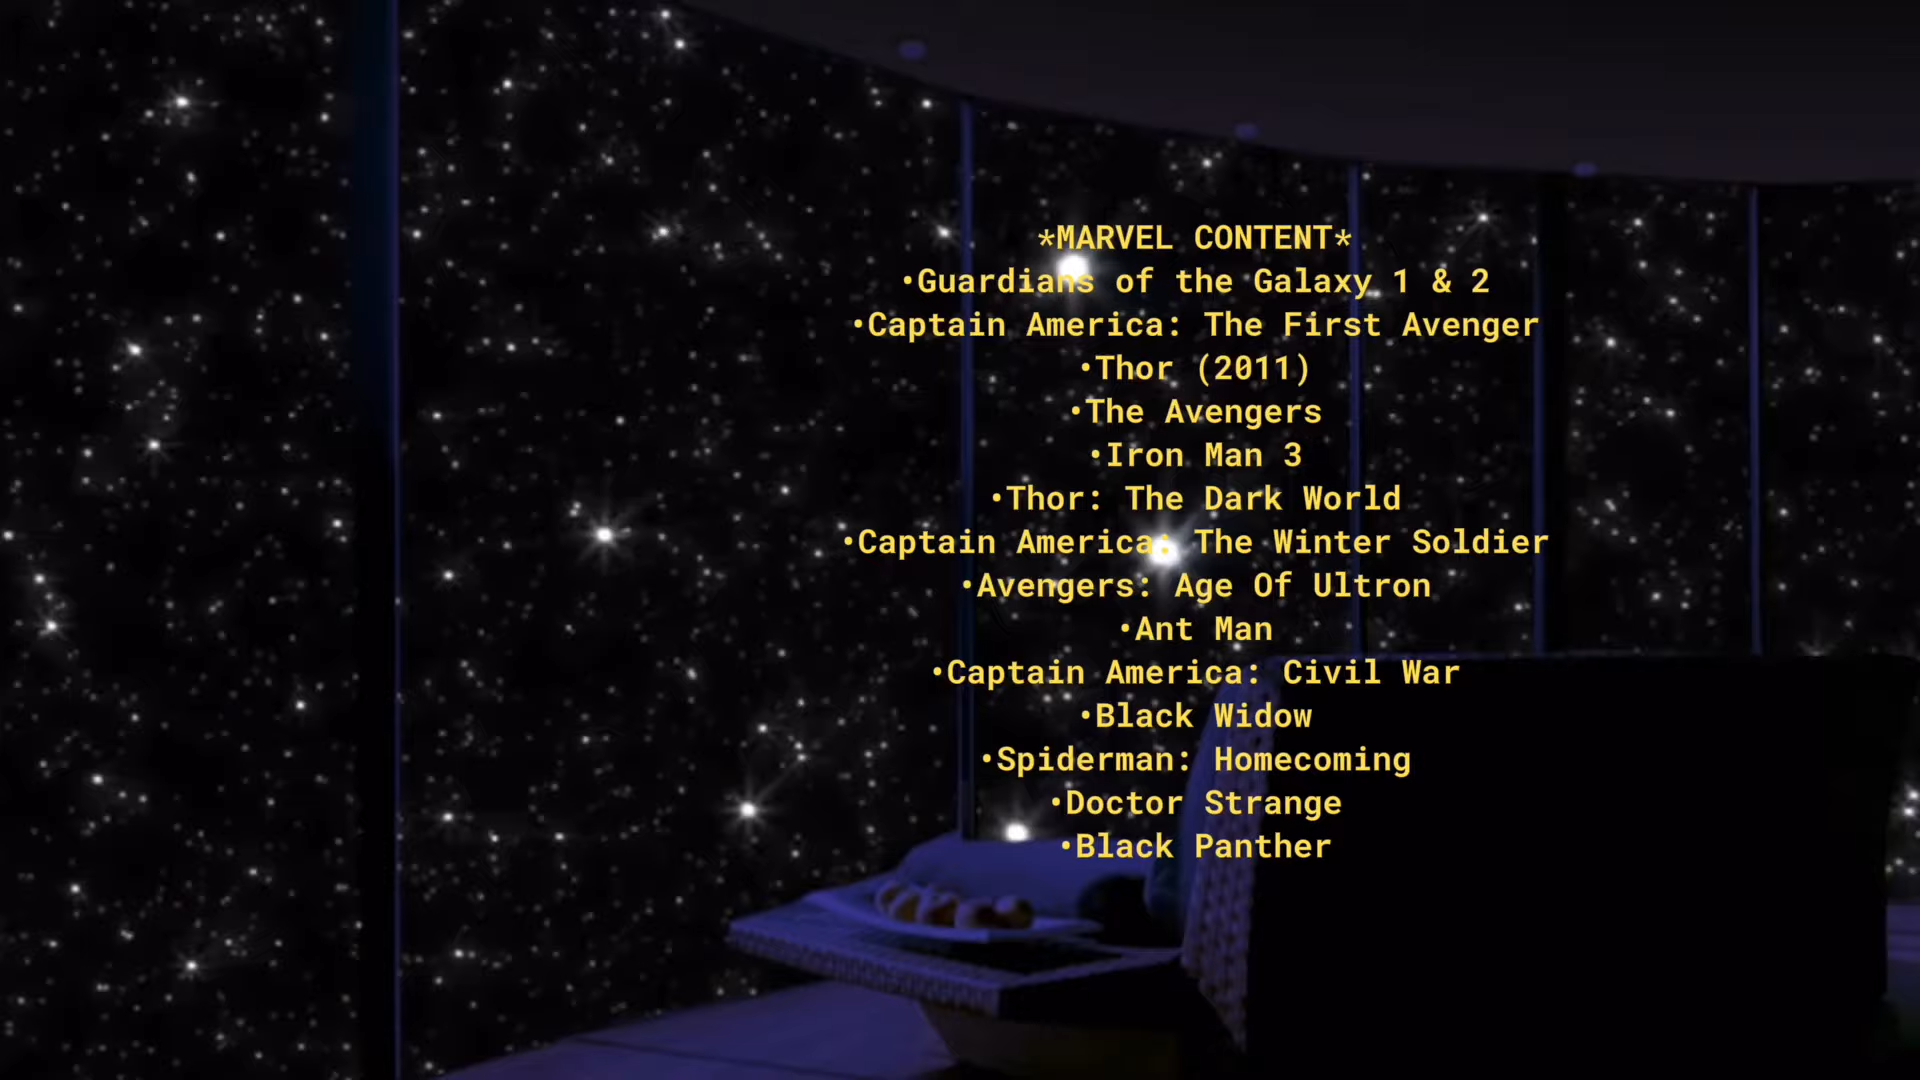 *MARVEL CONTENT*
•Guardians of the Galaxy 1 & 2
•Captain America: The First Avenger
•Thor (2011)
•The Avengers
•Iron Man 3
•Thor: The Dark World
•Captain America: The Winter Soldier
•Avengers: Age Of Ultron
•Ant Man
•Captain America: Civil War
•Black Widow
•Spiderman: Homecoming
•Doctor Strange
•Black Panther